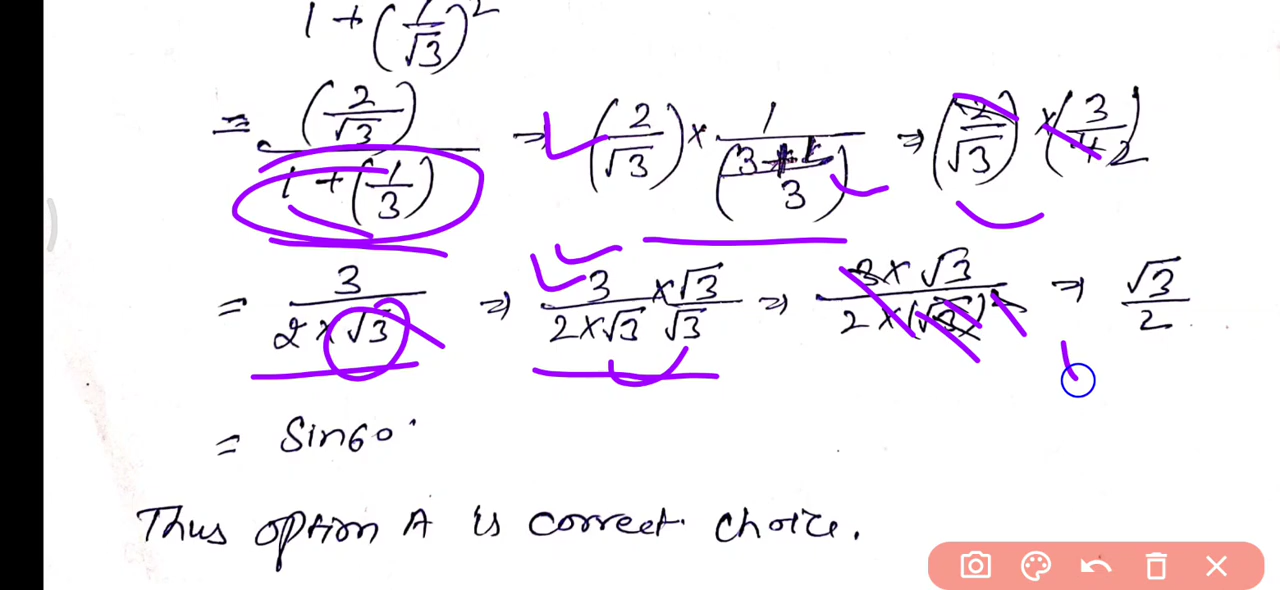 1 + (1/√3)²
= (2/√3) / (1 + (1/3)) ⇒ (2/√3) × 1/((3+1)/3) ⇒ (2/√3) × (3/4 2)
= 3/(2×√3) ⇒ 3/(2×√3) × √3/√3 ⇒ (3×√3)/(2×(√3)²) ⇒ √3/2
= Sin60°
Thus option A is correct choice.